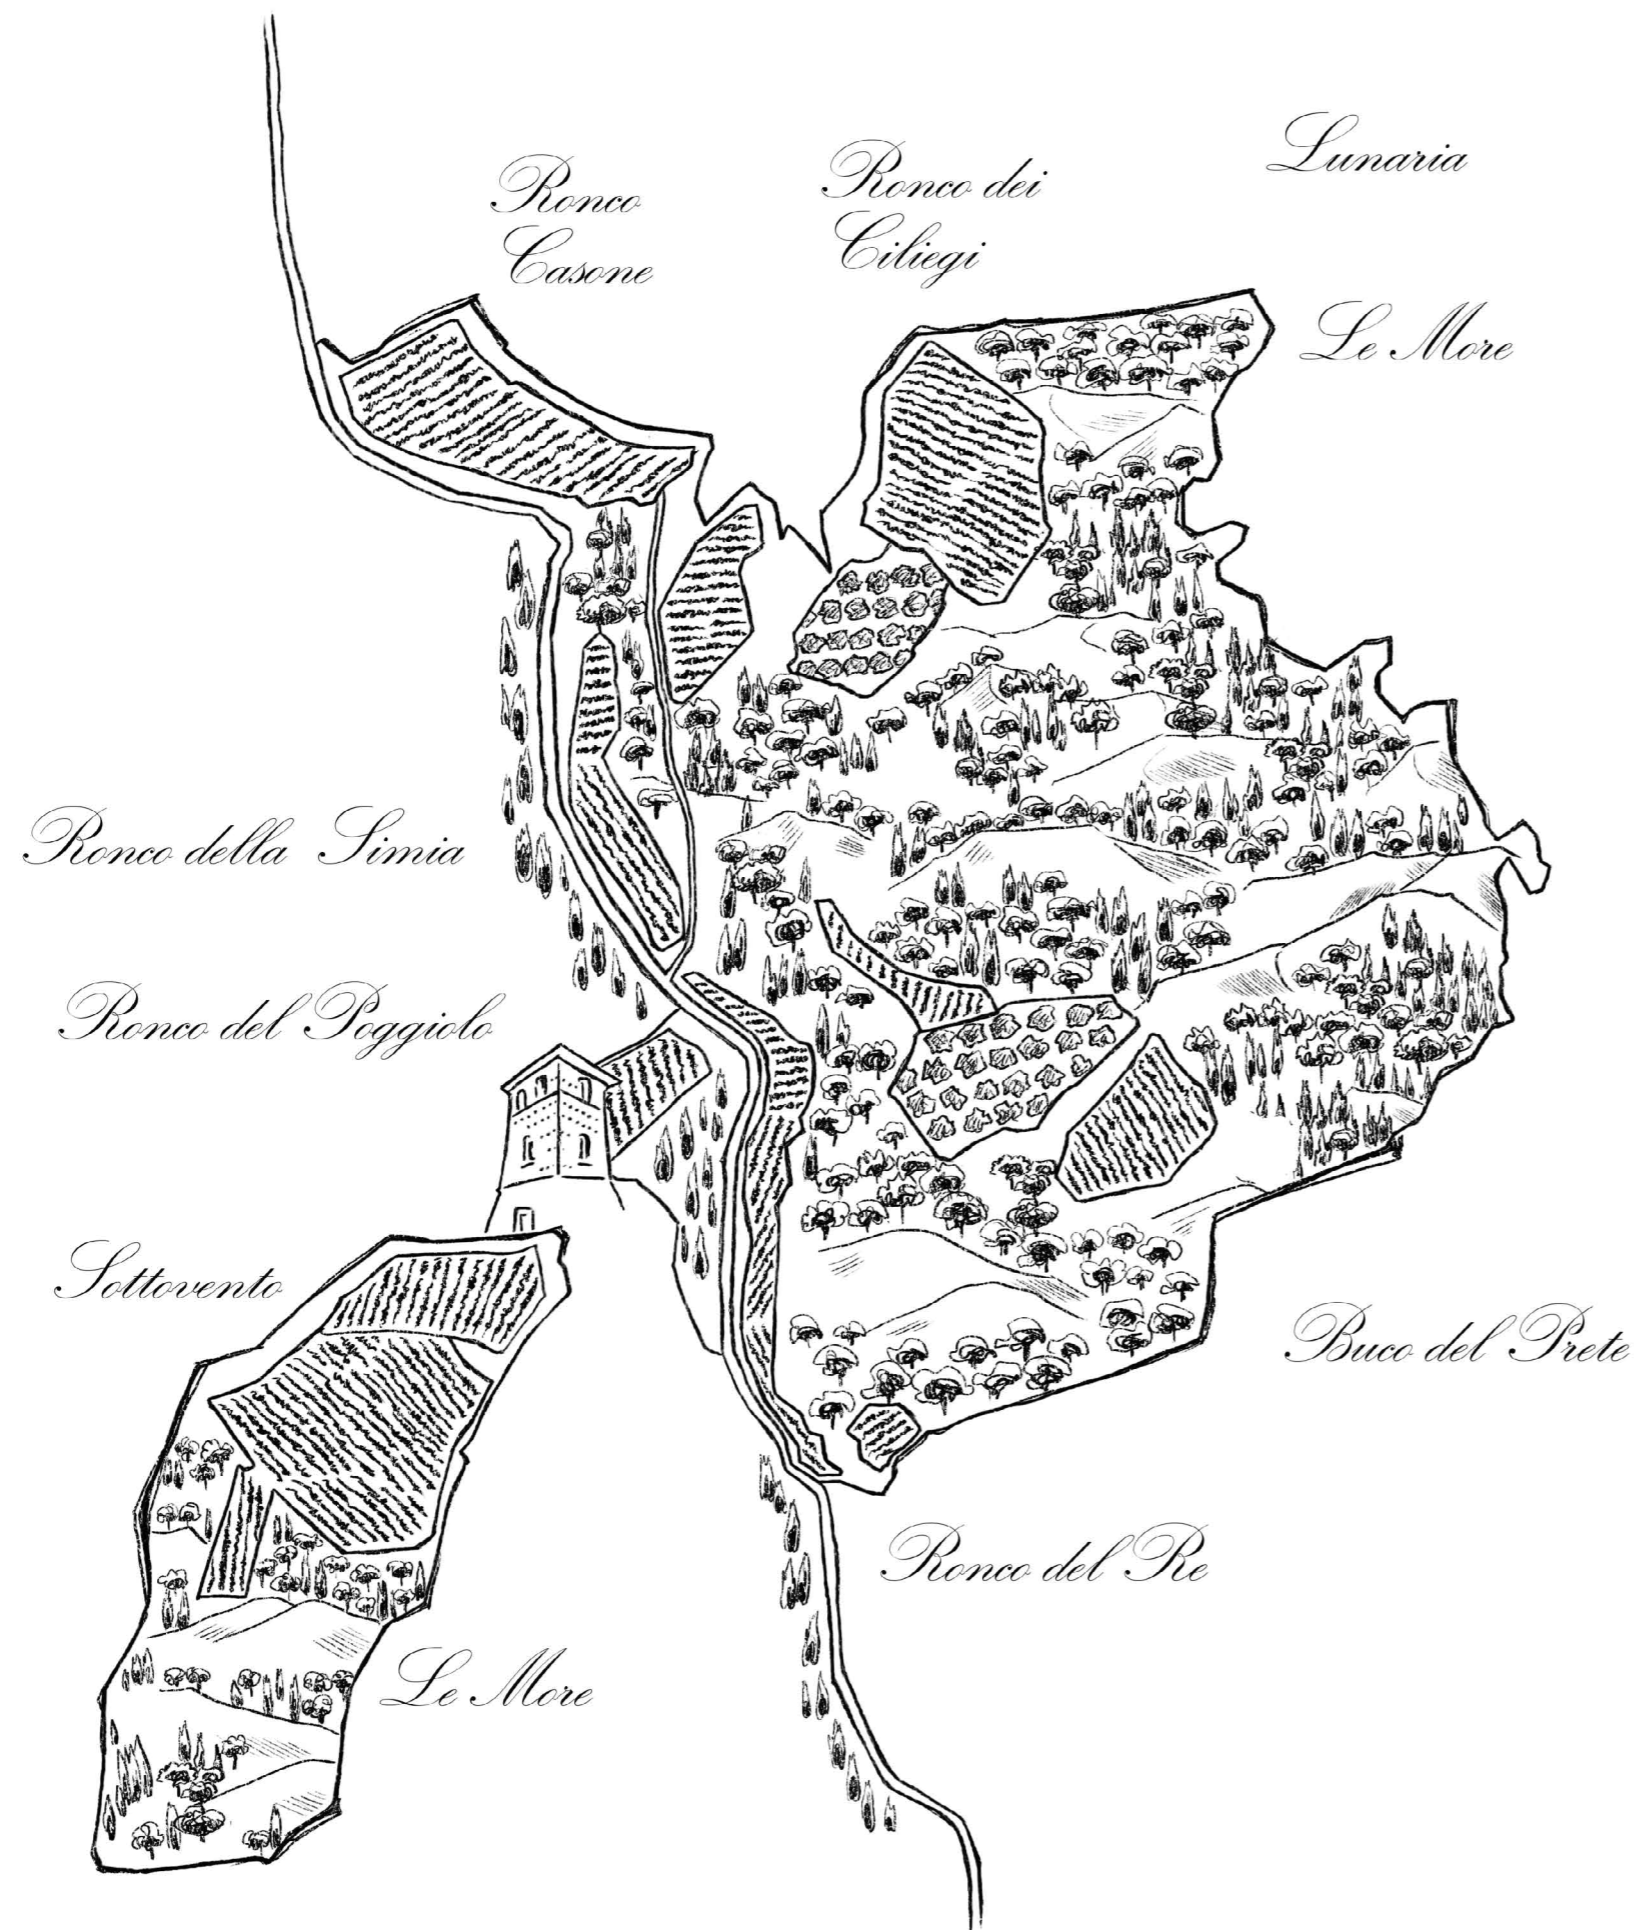 Lunaria
Ronco dei
Ciliegi
Ronco
Casone
Le More
Ronco della Simia
Ronco del Poggiolo
Sottovento
Buco del Prete
Ronco del Re
Le More